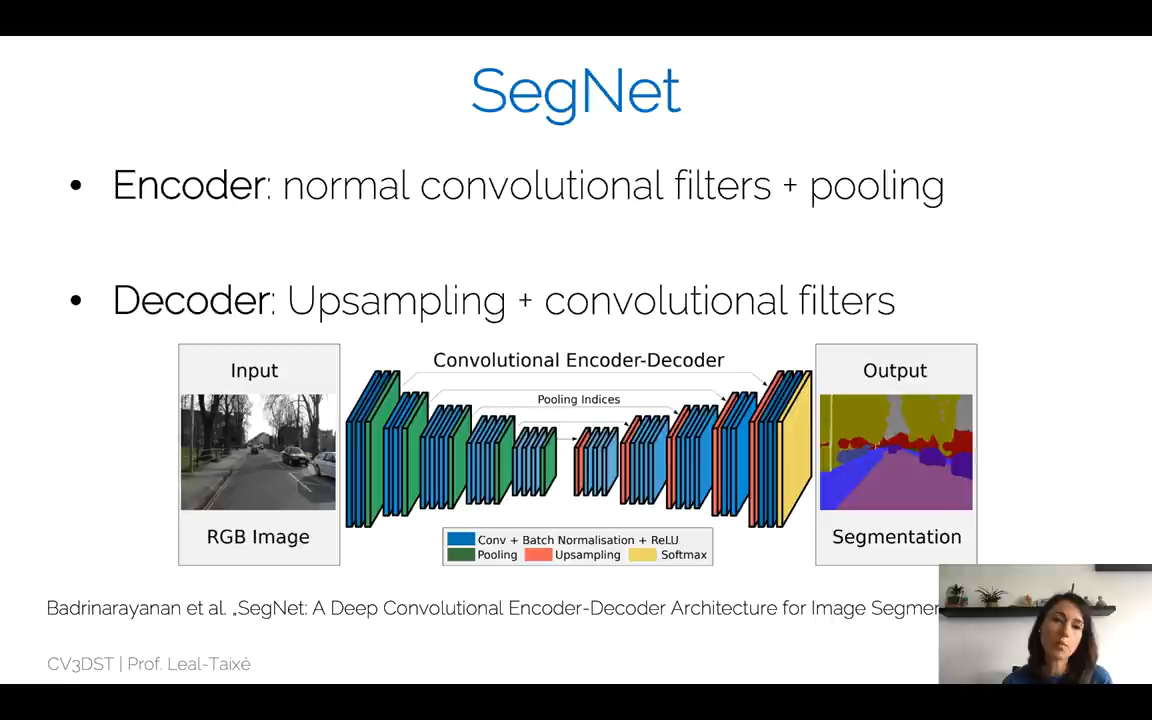 SegNet
• Encoder: normal convolutional filters + pooling
• Decoder: Upsampling + convolutional filters
Input
Convolutional Encoder-Decoder
Output
Pooling Indices
RGB Image
Conv + Batch Normalisation + ReLU
Pooling Upsampling Softmax
Segmentation
Badrinarayanan et al. „SegNet: A Deep Convolutional Encoder-Decoder Architecture for Image
CV3DST | Prof. Leal-Taixé